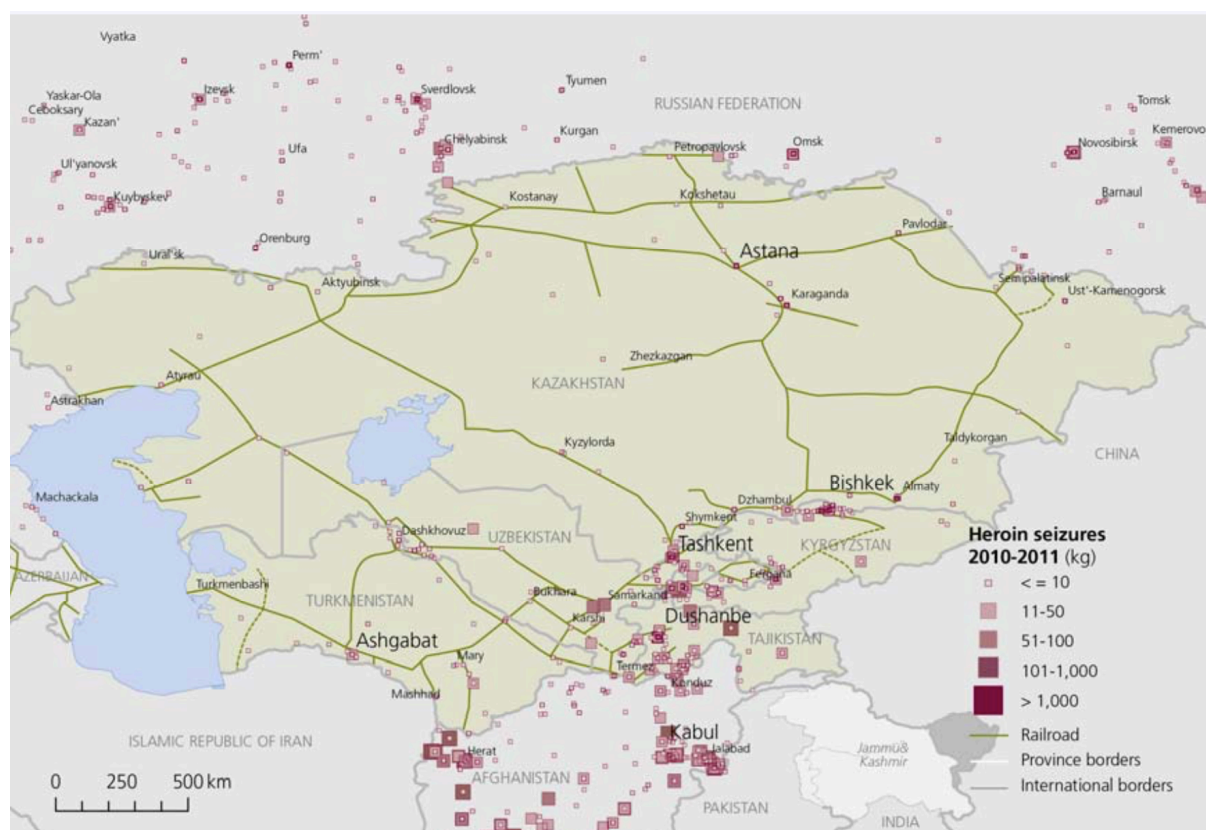 Vyatka
Perm'
Izevsk
Sverdlovsk
Tyumen
Yaskar-Ola
Ceboksary
Kazan'
RUSSIAN FEDERATION
Tomsk
Kemerovo
Chelyabinsk
Kurgan
Petropavlovsk
Omsk
Novosibirsk
Ufa
Ul'yanovsk
Kuybyskev
Kostanay
Kokshetau
Barnaul
Orenburg
Pavlodar
Ural'sk
Astana
Aktyubinsk
Semipalatinsk
Karaganda
Ust'-Kamenogorsk
Zhezkazgan
Atyrau
KAZAKHSTAN
Astrakhan
Kyzylorda
Taldykorgan
CHINA
Machackala
Bishkek
Almaty
Dzhambul
Shymkent
Dashkhovuz
UZBEKISTAN
Tashkent
KYRGYZSTAN
AZERBAIJAN
Turkmenbashi
Fergana
TURKMENISTAN
Bukhara
Samarkand
Karshi
Dushanbe
TAJIKISTAN
Ashgabat
Mary
Termez
Mashhad
Konduz
Kabul
ISLAMIC REPUBLIC OF IRAN
Herat
Jalabad
AFGHANISTAN
Jammu&
Kashmir
PAKISTAN
INDIA
0 250 500 km
Heroin seizures
2010-2011 (kg)
< = 10
11-50
51-100
101-1,000
> 1,000
Railroad
Province borders
International borders